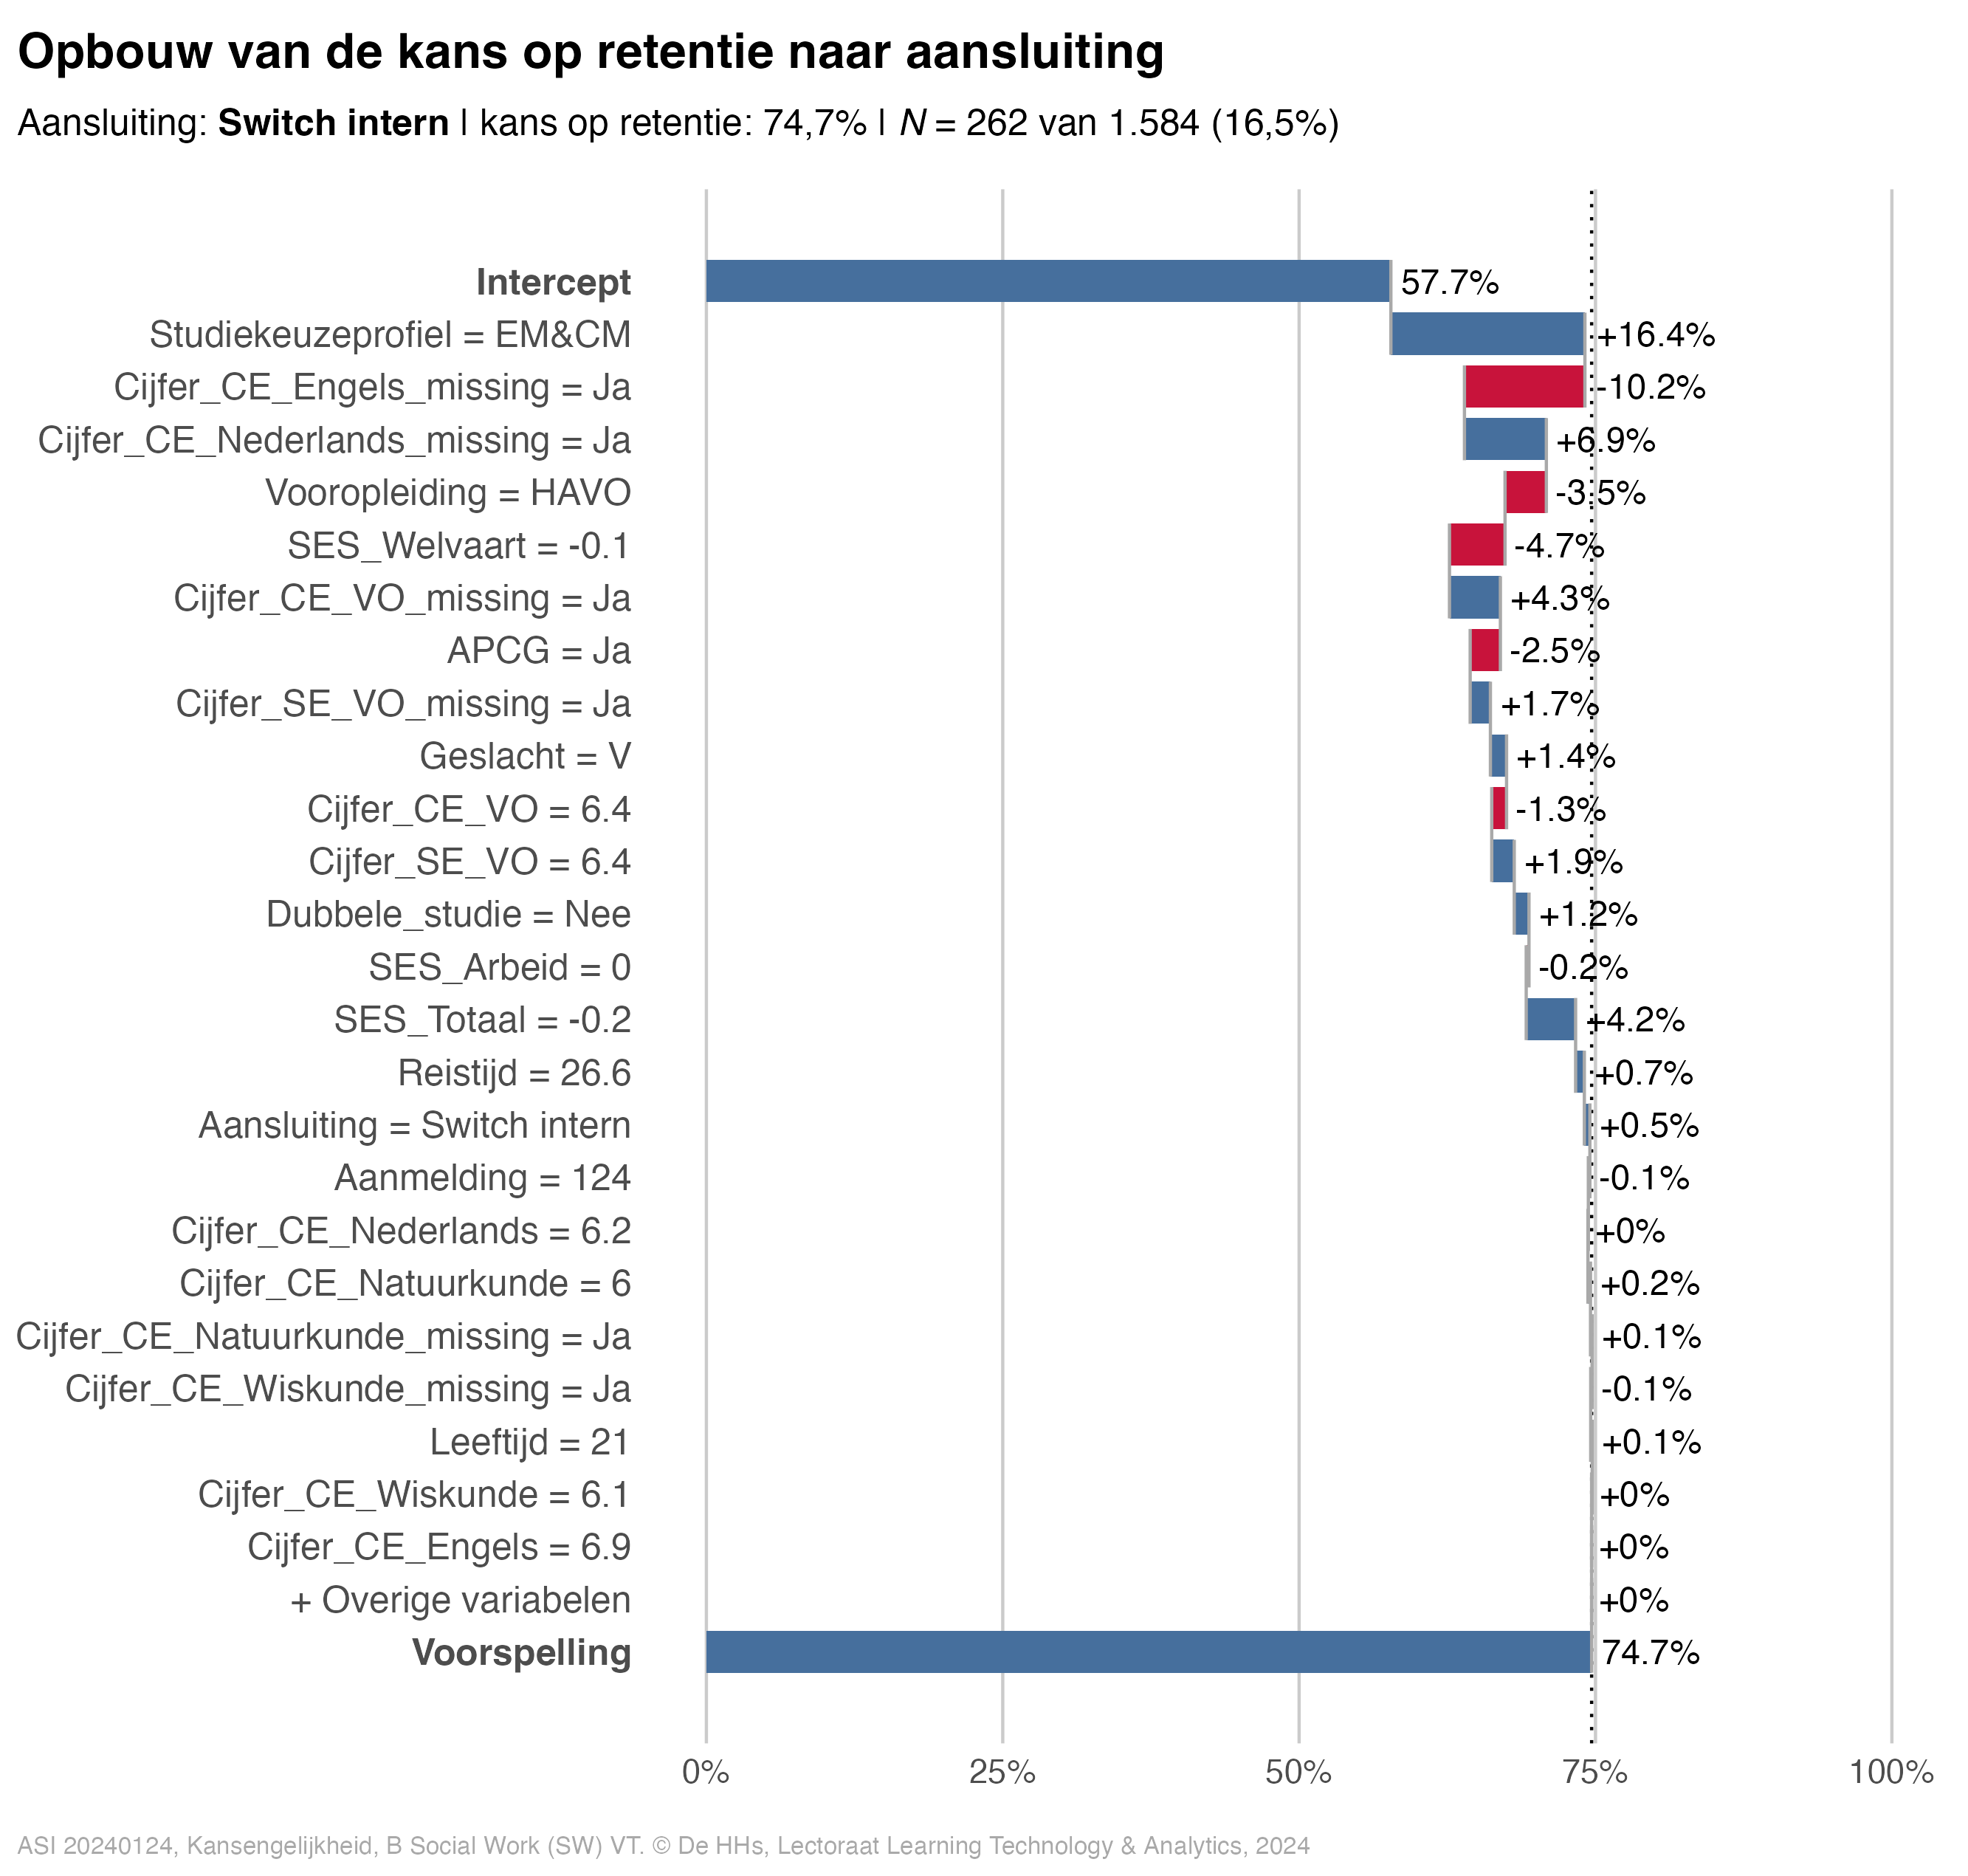 Opbouw van de kans op retentie naar aansluiting
Aansluiting: Switch intern | kans op retentie: 74,7% | N = 262 van 1.584 (16,5%)
Intercept 57.7%
Studiekeuzeprofiel = EM&CM +16.4%
Cijfer_CE_Engels_missing = Ja -10.2%
Cijfer_CE_Nederlands_missing = Ja +6.9%
Vooropleiding = HAVO -3.5%
SES_Welvaart = -0.1 -4.7%
Cijfer_CE_VO_missing = Ja +4.3%
APCG = Ja -2.5%
Cijfer_SE_VO_missing = Ja +1.7%
Geslacht = V +1.4%
Cijfer_CE_VO = 6.4 -1.3%
Cijfer_SE_VO = 6.4 +1.9%
Dubbele_studie = Nee +1.2%
SES_Arbeid = 0 -0.2%
SES_Totaal = -0.2 +4.2%
Reistijd = 26.6 +0.7%
Aansluiting = Switch intern +0.5%
Aanmelding = 124 -0.1%
Cijfer_CE_Nederlands = 6.2 +0%
Cijfer_CE_Natuurkunde = 6 +0.2%
Cijfer_CE_Natuurkunde_missing = Ja +0.1%
Cijfer_CE_Wiskunde_missing = Ja -0.1%
Leeftijd = 21 +0.1%
Cijfer_CE_Wiskunde = 6.1 +0%
Cijfer_CE_Engels = 6.9 +0%
+ Overige variabelen +0%
Voorspelling 74.7%
0% 25% 50% 75% 100%
ASI 20240124, Kansengelijkheid, B Social Work (SW) VT. © De HHs, Lectoraat Learning Technology & Analytics, 2024